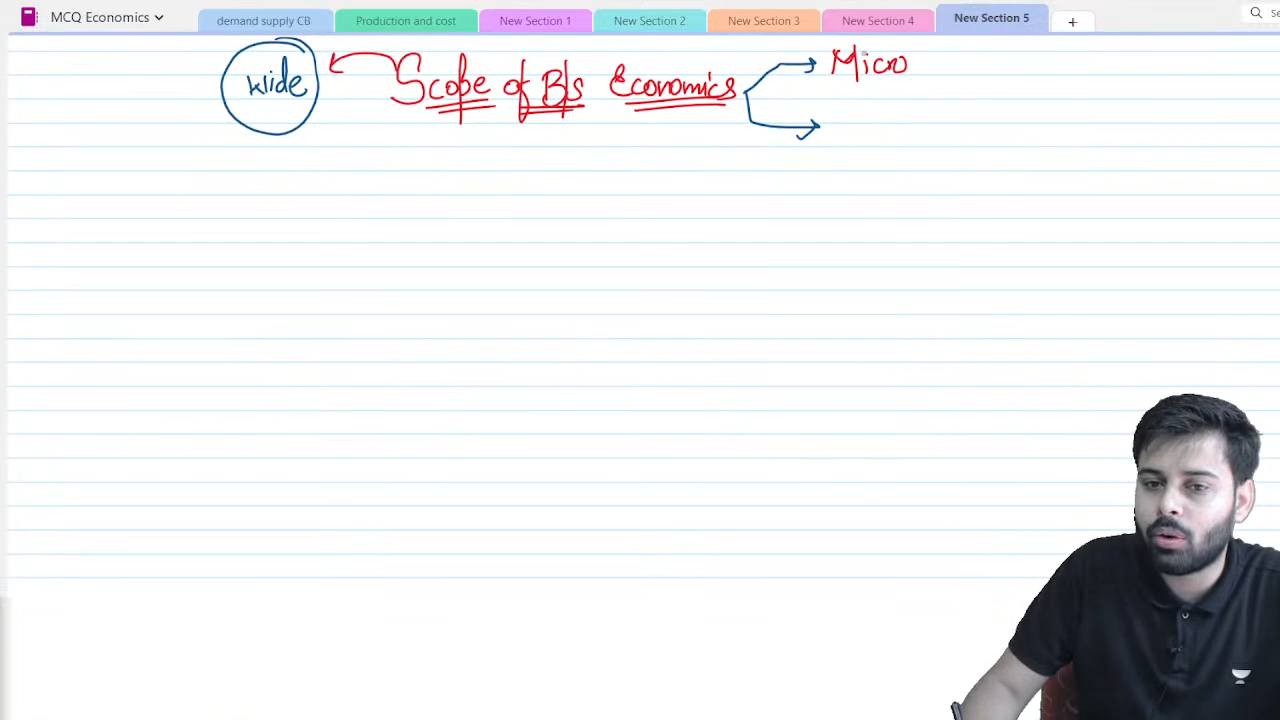 MCQ Economics
demand supply CB
Production and cost
New Section 1
New Section 2
New Section 3
New Section 4
New Section 5
Se
wide
Scope of B/s Economics
Micro